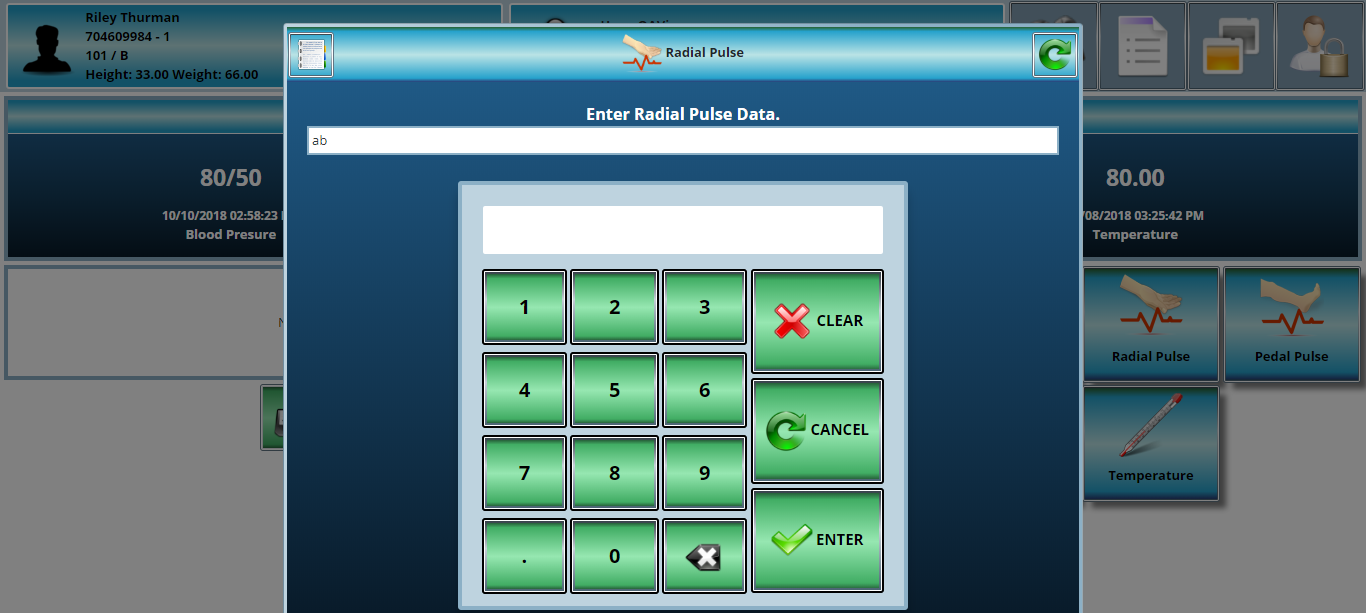 Riley Thurman
704609984 - 1
101 / B
Height: 33.00 Weight: 66.00
Radial Pulse
Enter Radial Pulse Data.
ab
80/50
10/10/2018 02:58:23
Blood Presure
80.00
08/2018 03:25:42 PM
Temperature
1
2
3
CLEAR
4
5
6
CANCEL
7
8
9
ENTER
.
0
Radial Pulse
Pedal Pulse
Temperature